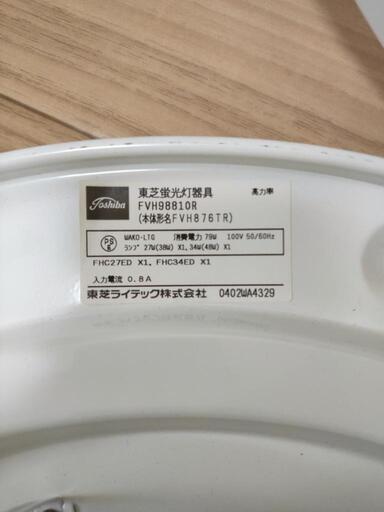 Toshiba
東芝蛍光灯器具 高力率
FVH98810R
(本体形名FVH876TR)
PS E WAKO-LTG 消費電力 79W 100V 50/60Hz
ランプ 27W(38W) X1,34W(48W) X1
FHC27ED X1, FHC34ED X1
入力電流 0.8A
東芝ライテック株式会社 0402WA4329